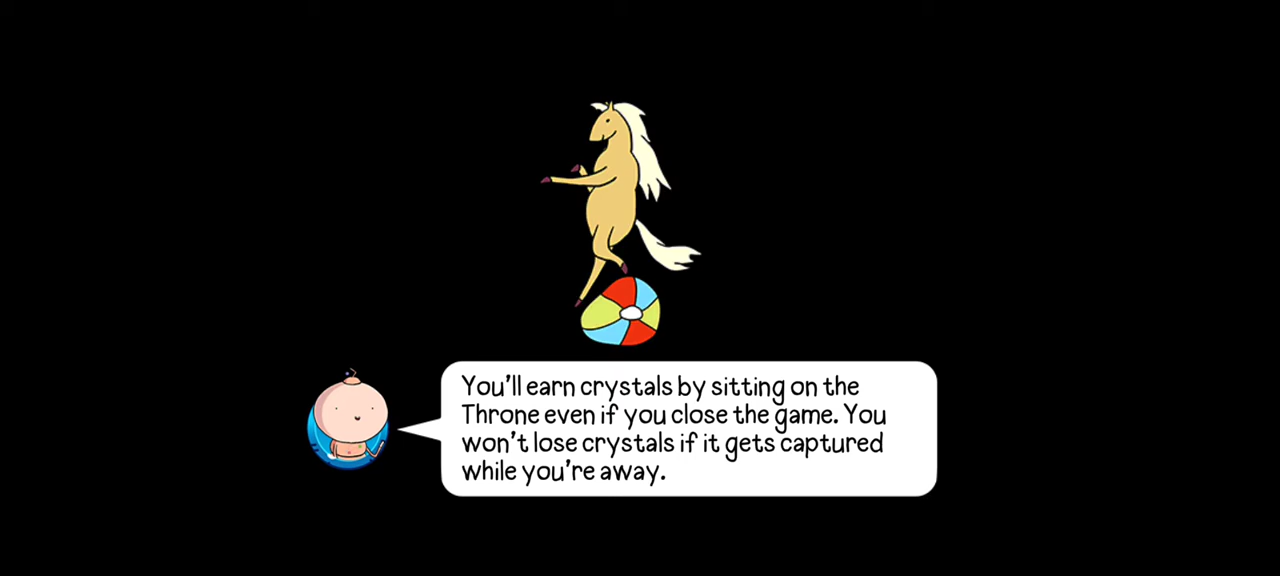 You'll earn crystals by sitting on the
Throne even if you close the game. You
won't lose crystals if it gets captured
while you're away.